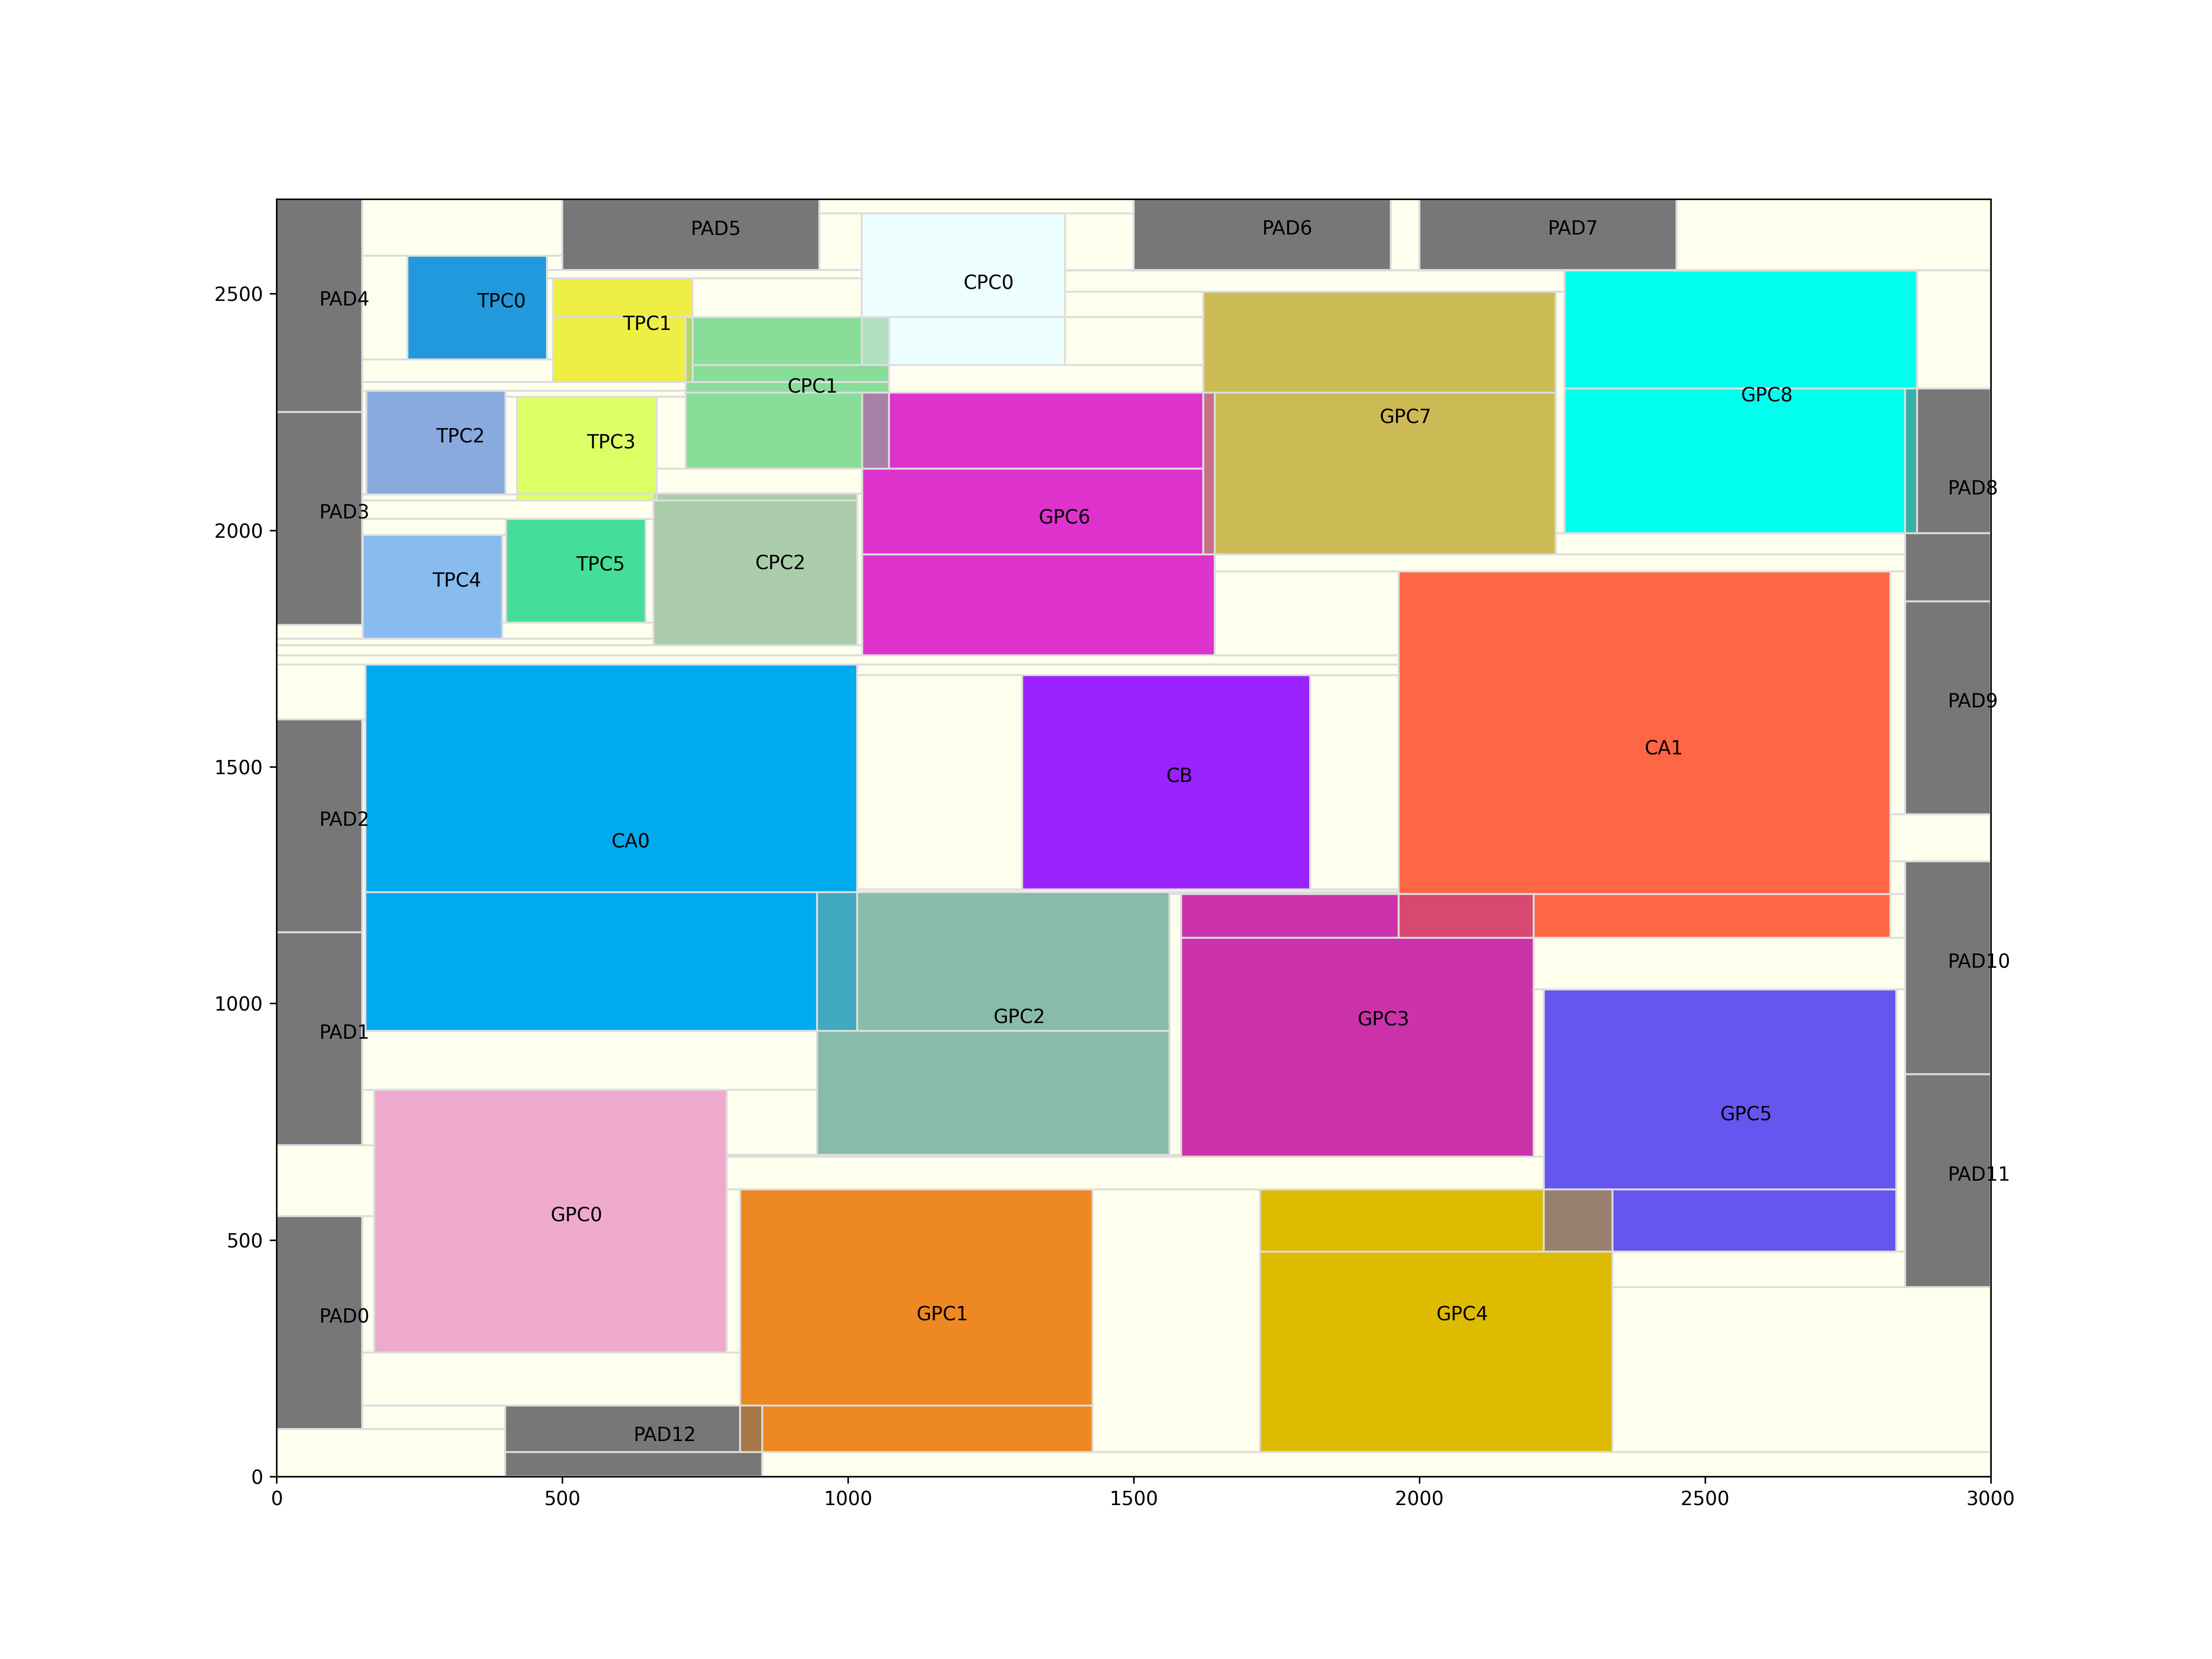 PAD5
PAD6
PAD7
CPC0
PAD4
TPC0
2500
TPC1
CPC1
GPC8
GPC7
TPC2
TPC3
PAD8
PAD3
GPC6
2000
TPC5
CPC2
TPC4
PAD9
CA1
1500
CB
PAD2
CA0
PAD10
PAD1
1000
GPC2
GPC3
GPC5
PAD11
GPC0
500
PAD0
GPC1
GPC4
PAD12
0
0 500 1000 1500 2000 2500 3000